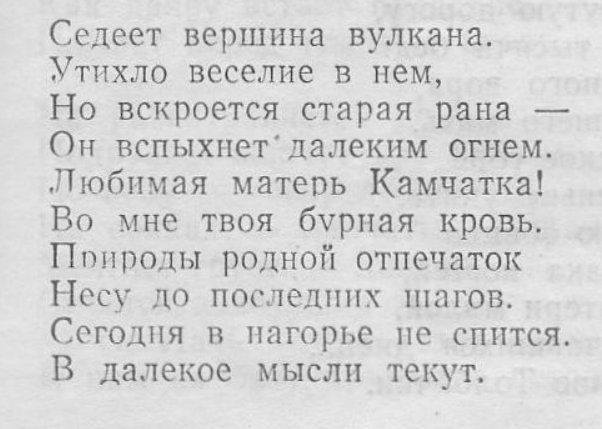 Седеет вершина вулкана.
Утихло веселие в нем,
Но вскроется старая рана —
Он вспыхнет далеким огнем.
Любимая матерь Камчатка!
Во мне твоя бурная кровь.
Природы родной отпечаток
Несу до последних шагов.
Сегодня в нагорье не спится.
В далекое мысли текут.